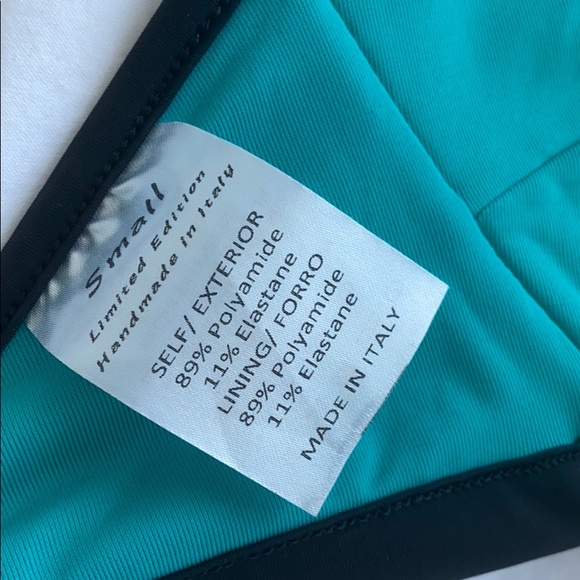 Small
Limited Edition
Handmade in Italy
SELF/ EXTERIOR
89% Polyamide
11% Elastane
LINING/ FORRO
89% Polyamide
11% Elastane
MADE IN ITALY